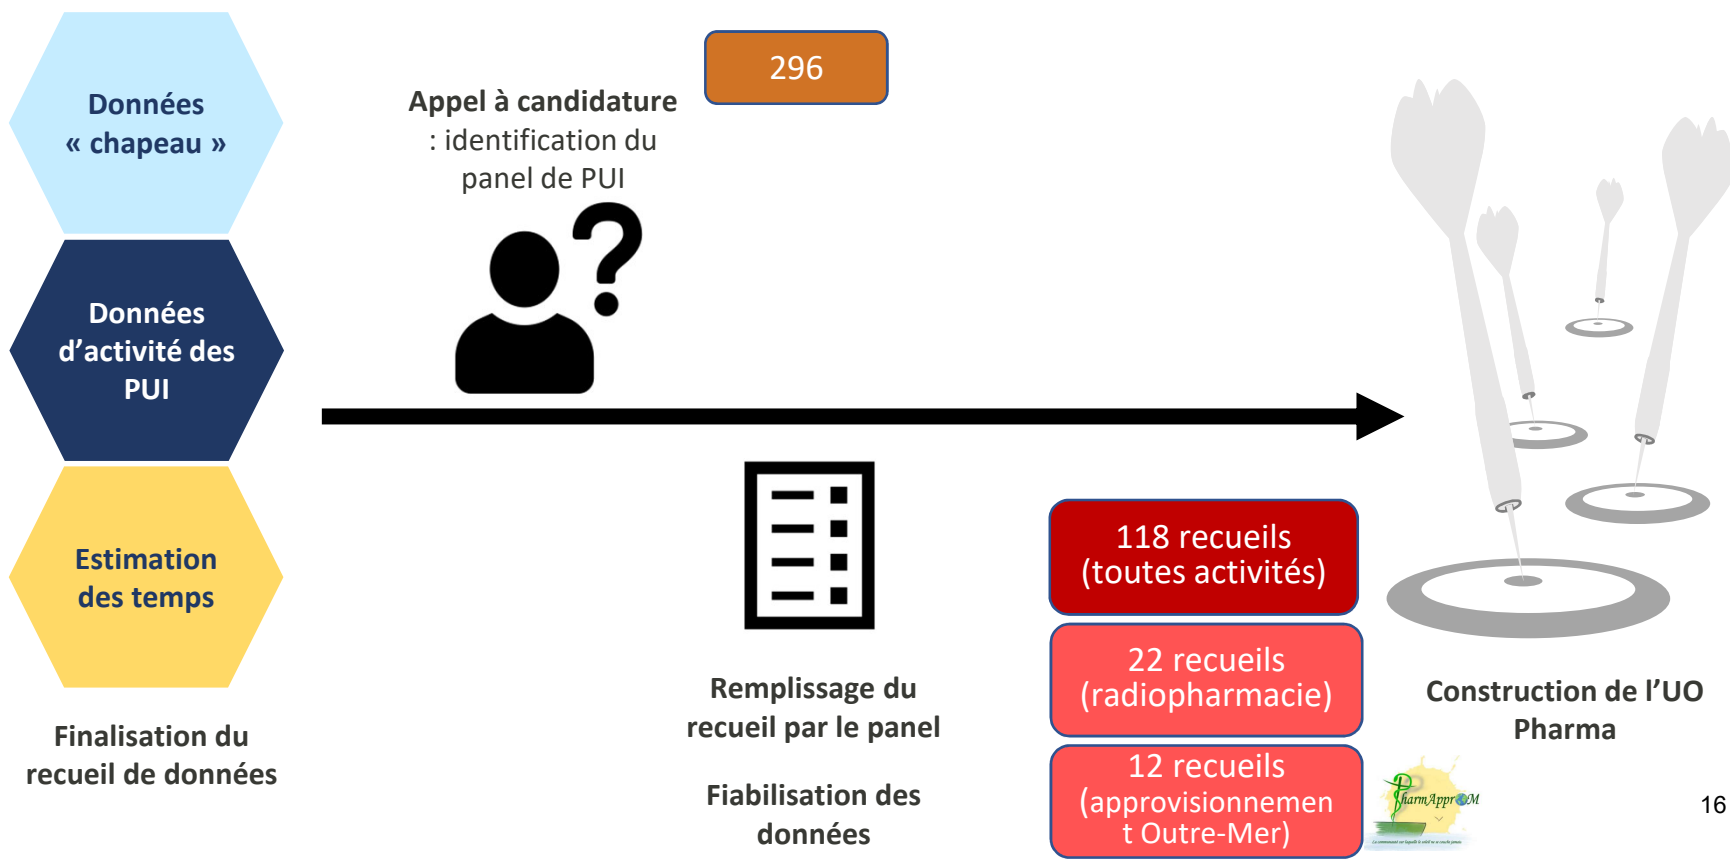 Données
« chapeau »
Données
d’activité des
PUI
Estimation
des temps
Finalisation du
recueil de données
Appel à candidature
: identification du
panel de PUI
296
Remplissage du
recueil par le panel
Fiabilisation des
données
118 recueils
(toutes activités)
22 recueils
(radiopharmacie)
12 recueils
(approvisionnemen
t Outre-Mer)
Construction de l’UO
Pharma
PharmApprOM
16